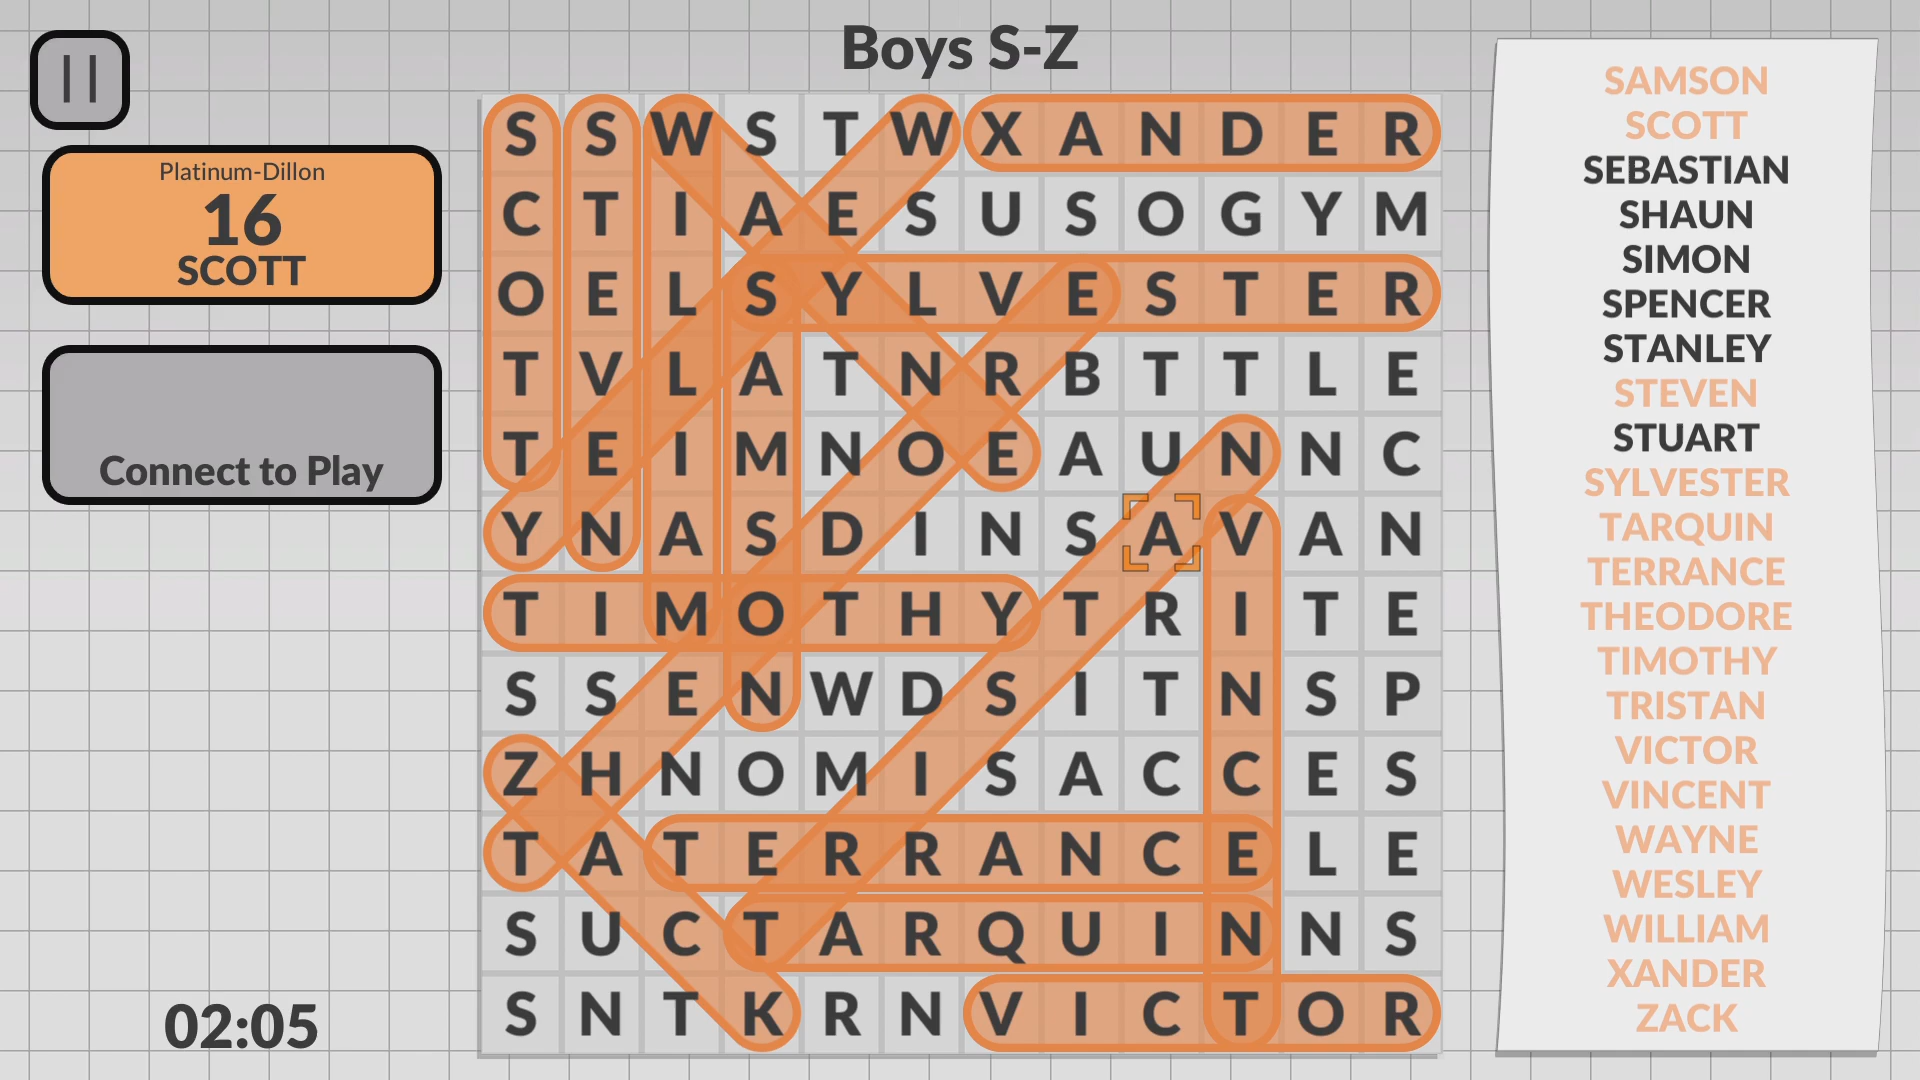 Boys S-Z
Platinum-Dillon
16
SCOTT
Connect to Play
02:05
S S W S T W X A N D E R
C T I A E S U S O G Y M
O E L S Y L V E S T E R
T V L A T N R B T T L E
T E I M N O E A U N N C
Y N A S D I N S A V A N
T I M O T H Y T R I T E
S S E N W D S I T N S P
Z H N O M I S A C C E S
T A T E R R A N C E L E
S U C T A R Q U I N N S
S N T K R N V I C T O R
SAMSON
SCOTT
SEBASTIAN
SHAUN
SIMON
SPENCER
STANLEY
STEVEN
STUART
SYLVESTER
TARQUIN
TERRANCE
THEODORE
TIMOTHY
TRISTAN
VICTOR
VINCENT
WAYNE
WESLEY
WILLIAM
XANDER
ZACK